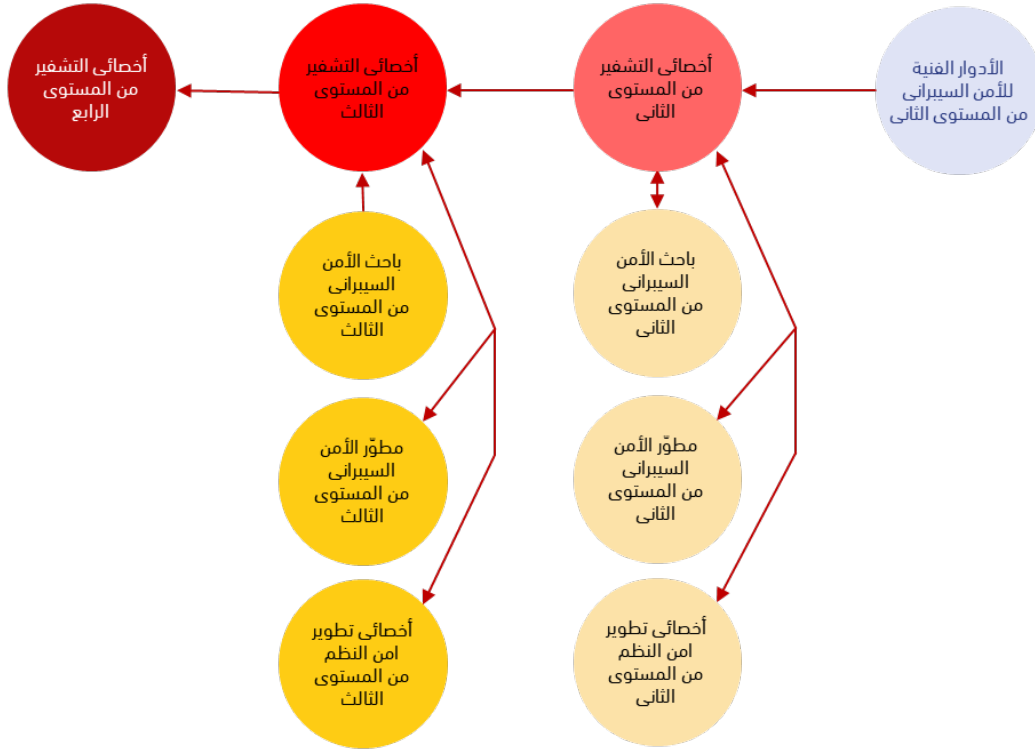 الأدوار الفنية
للأمن السيبرانى
من المستوى الثانى
أخصائى التشفير
من المستوى
الثانى
أخصائى التشفير
من المستوى
الثالث
أخصائى التشفير
من المستوى
الرابع
باحث الأمن
السيبرانى
من المستوى
الثانى
باحث الأمن
السيبرانى
من المستوى
الثالث
مطوّر الأمن
السيبرانى
من المستوى
الثانى
مطوّر الأمن
السيبرانى
من المستوى
الثالث
أخصائى تطوير
امن النظم
من المستوى
الثانى
أخصائى تطوير
امن النظم
من المستوى
الثالث